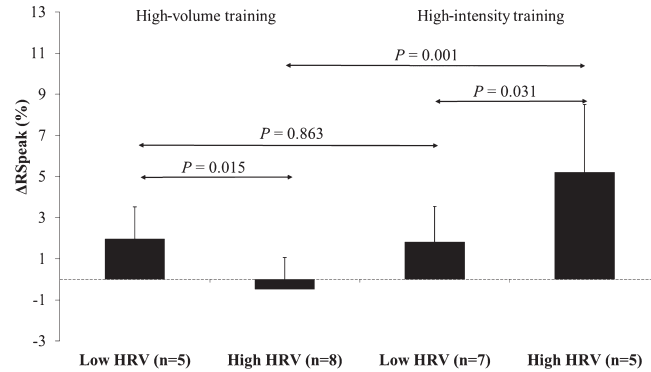 High-volume training
High-intensity training
P = 0.001
P = 0.031
P = 0.863
P = 0.015
ΔRSpeak (%)
13
11
9
7
5
3
1
-1
-3
Low HRV (n=5)
High HRV (n=8)
Low HRV (n=7)
High HRV (n=5)